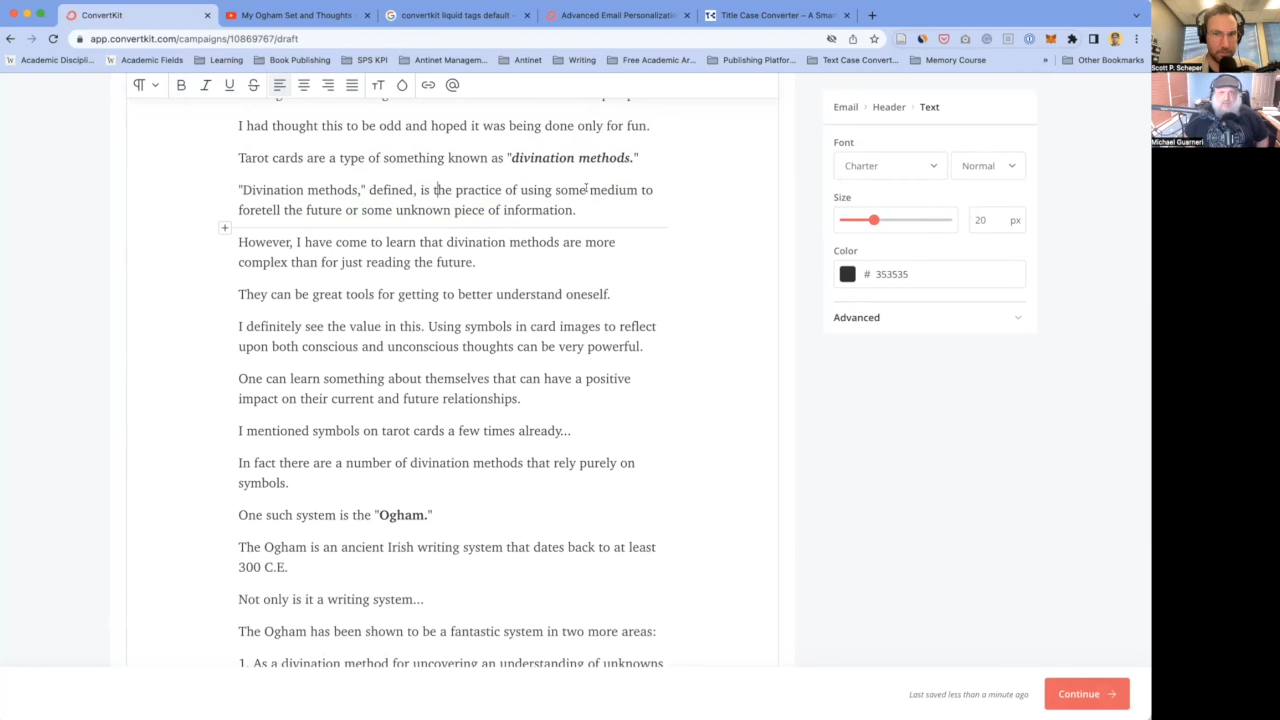 ConvertKit
My Ogham Set and Thoughts
convertkit liquid tags default -
Advanced Email Personalizatio
Title Case Converter – A Smar
app.convertkit.com/campaigns/10869767/draft
Academic Discipli...
Academic Fields
Learning
Book Publishing
SPS KPI
Antinet Managem...
Antinet
Writing
Free Academic Ar...
Publishing Platfor...
Text Case Convert...
Memory Course
»
Other Bookmarks
Scott P. Scheper
Michael Guarneri
I had thought this to be odd and hoped it was being done only for fun.
Tarot cards are a type of something known as "divination methods."
"Divination methods," defined, is the practice of using some medium to
foretell the future or some unknown piece of information.
However, I have come to learn that divination methods are more
complex than for just reading the future.
They can be great tools for getting to better understand oneself.
I definitely see the value in this. Using symbols in card images to reflect
upon both conscious and unconscious thoughts can be very powerful.
One can learn something about themselves that can have a positive
impact on their current and future relationships.
I mentioned symbols on tarot cards a few times already...
In fact there are a number of divination methods that rely purely on
symbols.
One such system is the "Ogham."
The Ogham is an ancient Irish writing system that dates back to at least
300 C.E.
Not only is it a writing system...
The Ogham has been shown to be a fantastic system in two more areas:
1. As a divination method for uncovering an understanding of unknowns
Email > Header > Text
Font
Charter
Normal
Size
20 px
Color
# 353535
Advanced
Last saved less than a minute ago
Continue →